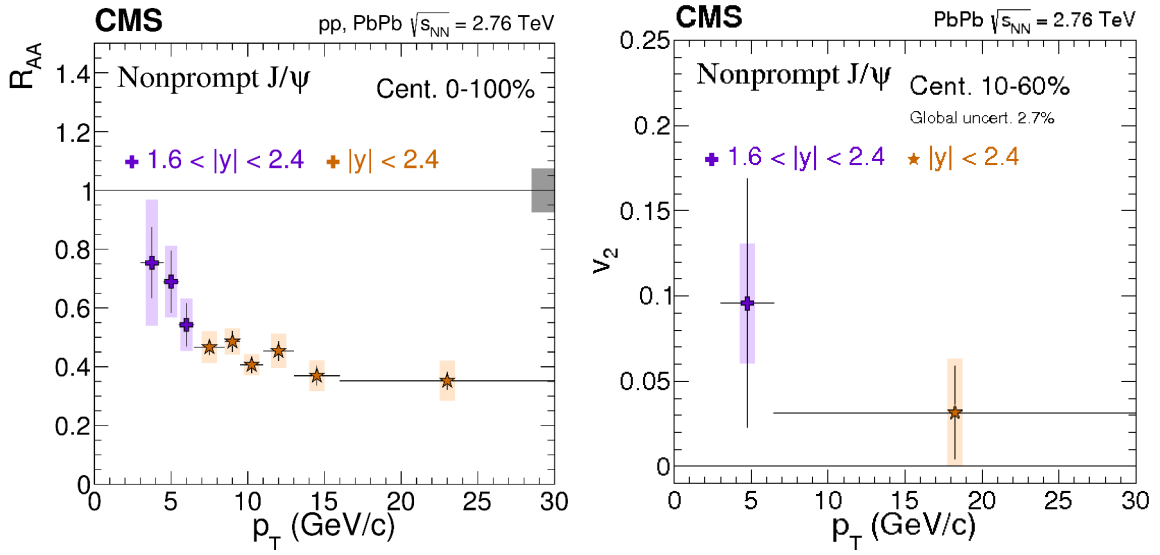 CMS
pp, PbPb √s_NN = 2.76 TeV
R_AA
Nonprompt J/ψ
Cent. 0-100%
1.6 < |y| < 2.4
|y| < 2.4
1.4
1.2
1
0.8
0.6
0.4
0.2
0
0 5 10 15 20 25 30
p_T (GeV/c)
CMS
PbPb √s_NN = 2.76 TeV
v_2
Nonprompt J/ψ
Cent. 10-60%
Global uncert. 2.7%
1.6 < |y| < 2.4
|y| < 2.4
0.25
0.2
0.15
0.1
0.05
0
0 5 10 15 20 25 30
p_T (GeV/c)